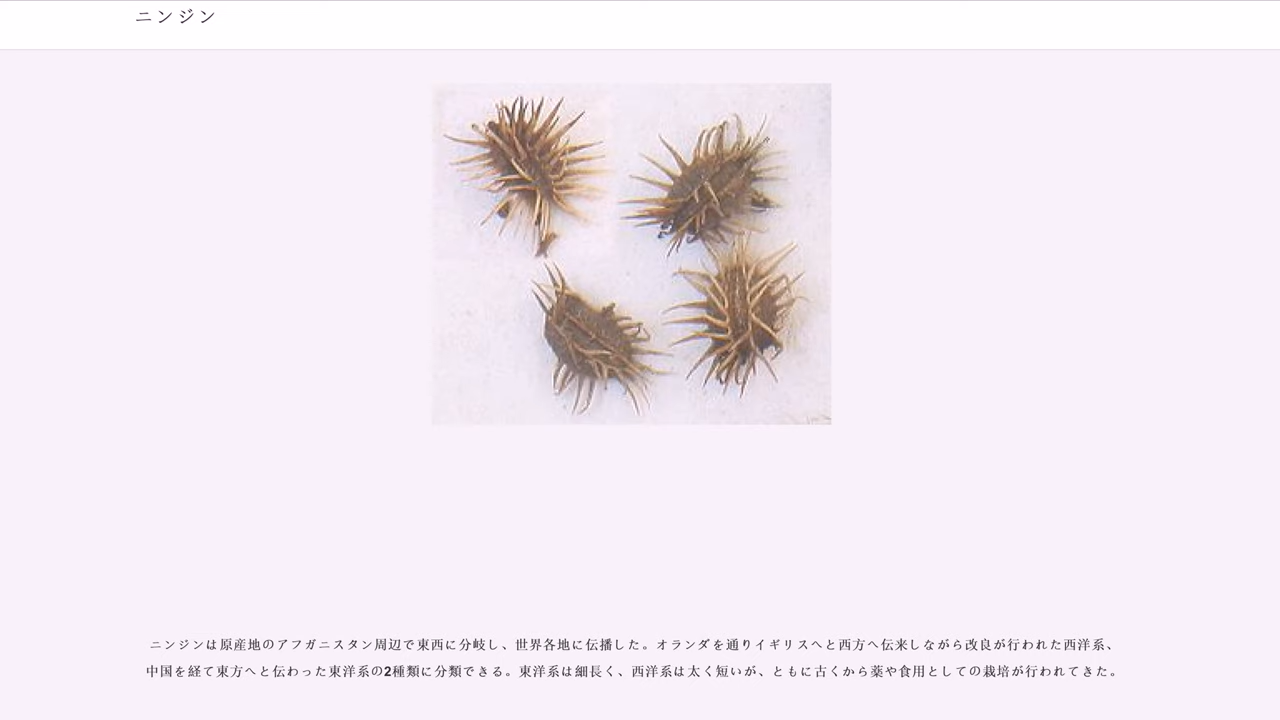 ニンジン
ニンジンは原産地のアフガニスタン周辺で東西に分岐し、世界各地に伝播した。オランダを通りイギリスへと西方へ伝来しながら改良が行われた西洋系、
中国を経て東方へと伝わった東洋系の2種類に分類できる。東洋系は細長く、西洋系は太く短いが、ともに古くから薬や食用としての栽培が行われてきた。